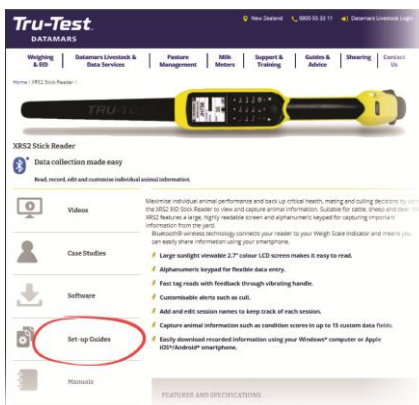 Tru-Test.
DATAMARS
New Zealand 0800 55 33 11 Datamars Livestock Login
Weighing & EID
Datamars Livestock & Data Services
Pasture Management
Milk Meters
Support & Training
Guides & Advice
Shearing
Contact Us
Home / XRS2 Stick Reader /
TRU-TEST
XRS2 Stick Reader
Data collection made easy
Read, record, edit and customise individual animal information.
Videos
Case Studies
Software
Set-up Guides
Manuals
Maximise individual animal performance and back up critical health, mating and culling decisions by using
the XRS2 EID Stick Reader to view and capture animal information. Suitable for cattle, sheep and deer, the
XRS2 features a large, highly readable screen and alphanumeric keypad for capturing important
information from the yard.
Bluetooth® wireless technology connects your reader to your Weigh Scale Indicator and means you
can easily share information using your smartphone.
Large sunlight viewable 2.7" colour LCD screen makes it easy to read.
Alphanumeric keypad for flexible data entry.
Fast tag reads with feedback through vibrating handle.
Customisable alerts such as cull.
Add and edit session names to keep track of each session.
Capture animal information such as condition scores in up to 15 custom data fields.
Easily download recorded information using your Windows® computer or Apple
iOS®/Android® smartphone.
FEATURES AND SPECIFICATIONS